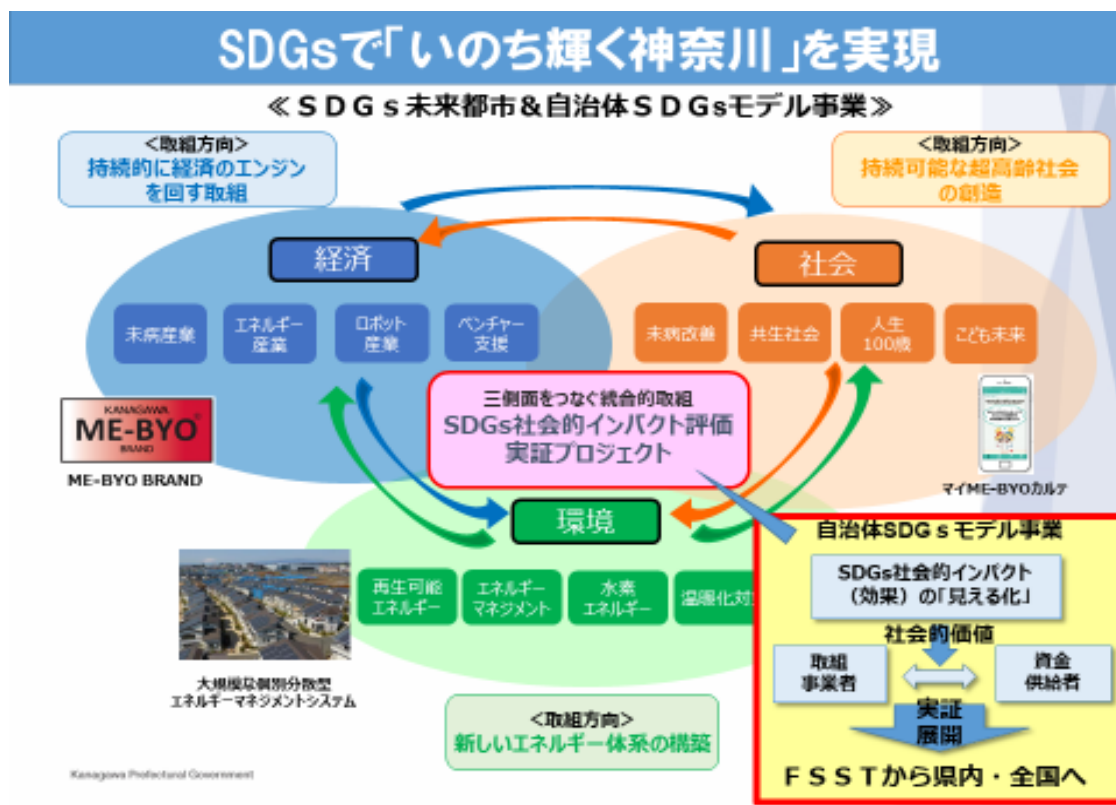 SDGsで「いのち輝く神奈川」を実現
≪ＳＤＧｓ未来都市＆自治体ＳＤＧsモデル事業≫
＜取組方向＞
持続的に経済のエンジン
を回す取組
＜取組方向＞
持続可能な超高齢社会
の創造
経済
社会
未病産業
エネルギー
産業
ロボット
産業
ベンチャー
支援
未病改善
共生社会
人生
100歳
こども未来
三側面をつなぐ統合的取組
SDGs社会的インパクト評価
実証プロジェクト
KANAGAWA
ME-BYO®
BRAND
ME-BYO BRAND
マイME-BYOカルテ
環境
再生可能
エネルギー
エネルギー
マネジメント
水素
エネルギー
温暖化対
大規模な個別分散型
エネルギーマネジメントシステム
＜取組方向＞
新しいエネルギー体系の構築
自治体SDGｓモデル事業
SDGs社会的インパクト
（効果）の「見える化」
社会的価値
取組
事業者
資金
供給者
実証
展開
ＦＳＳＴから県内・全国へ
Kanagawa Prefectural Government